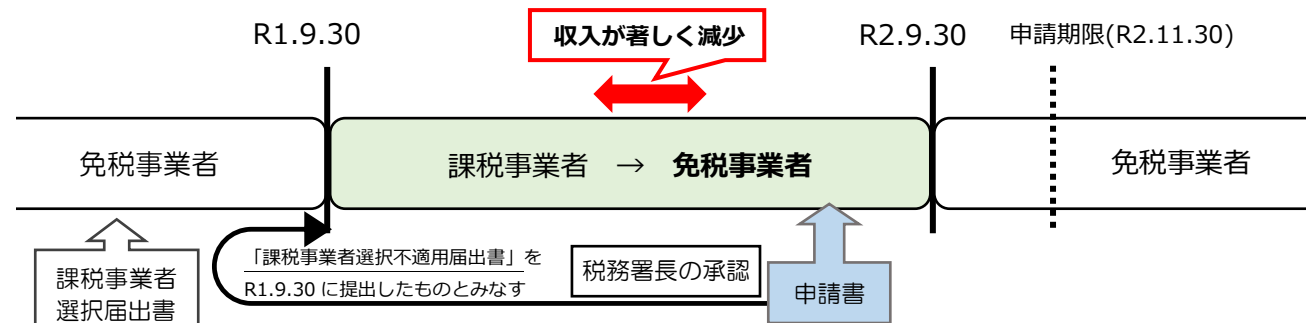 R1.9.30
収入が著しく減少
R2.9.30
申請期限(R2.11.30)
免税事業者
課税事業者 → 免税事業者
免税事業者
課税事業者
選択届出書
「課税事業者選択不適用届出書」を
R1.9.30 に提出したものとみなす
税務署長の承認
申請書